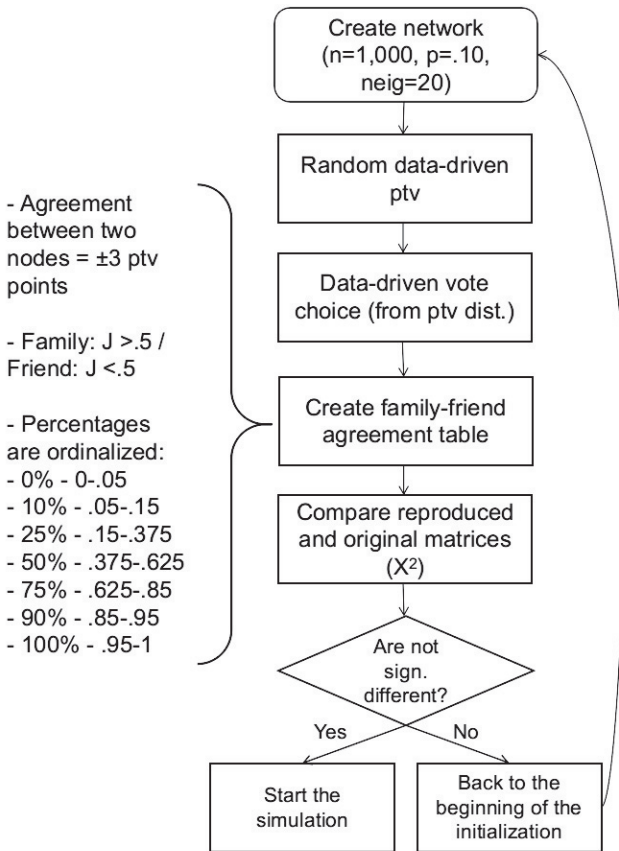 Create network
(n=1,000, p=.10,
neig=20)
Random data-driven
ptv
Data-driven vote
choice (from ptv dist.)
Create family-friend
agreement table
Compare reproduced
and original matrices
(X²)
Are not
sign.
different?
Yes
No
Start the
simulation
Back to the
beginning of the
initialization
- Agreement
between two
nodes = ±3 ptv
points
- Family: J >.5 /
Friend: J <.5
- Percentages
are ordinalized:
- 0% - 0-.05
- 10% - .05-.15
- 25% - .15-.375
- 50% - .375-.625
- 75% - .625-.85
- 90% - .85-.95
- 100% - .95-1